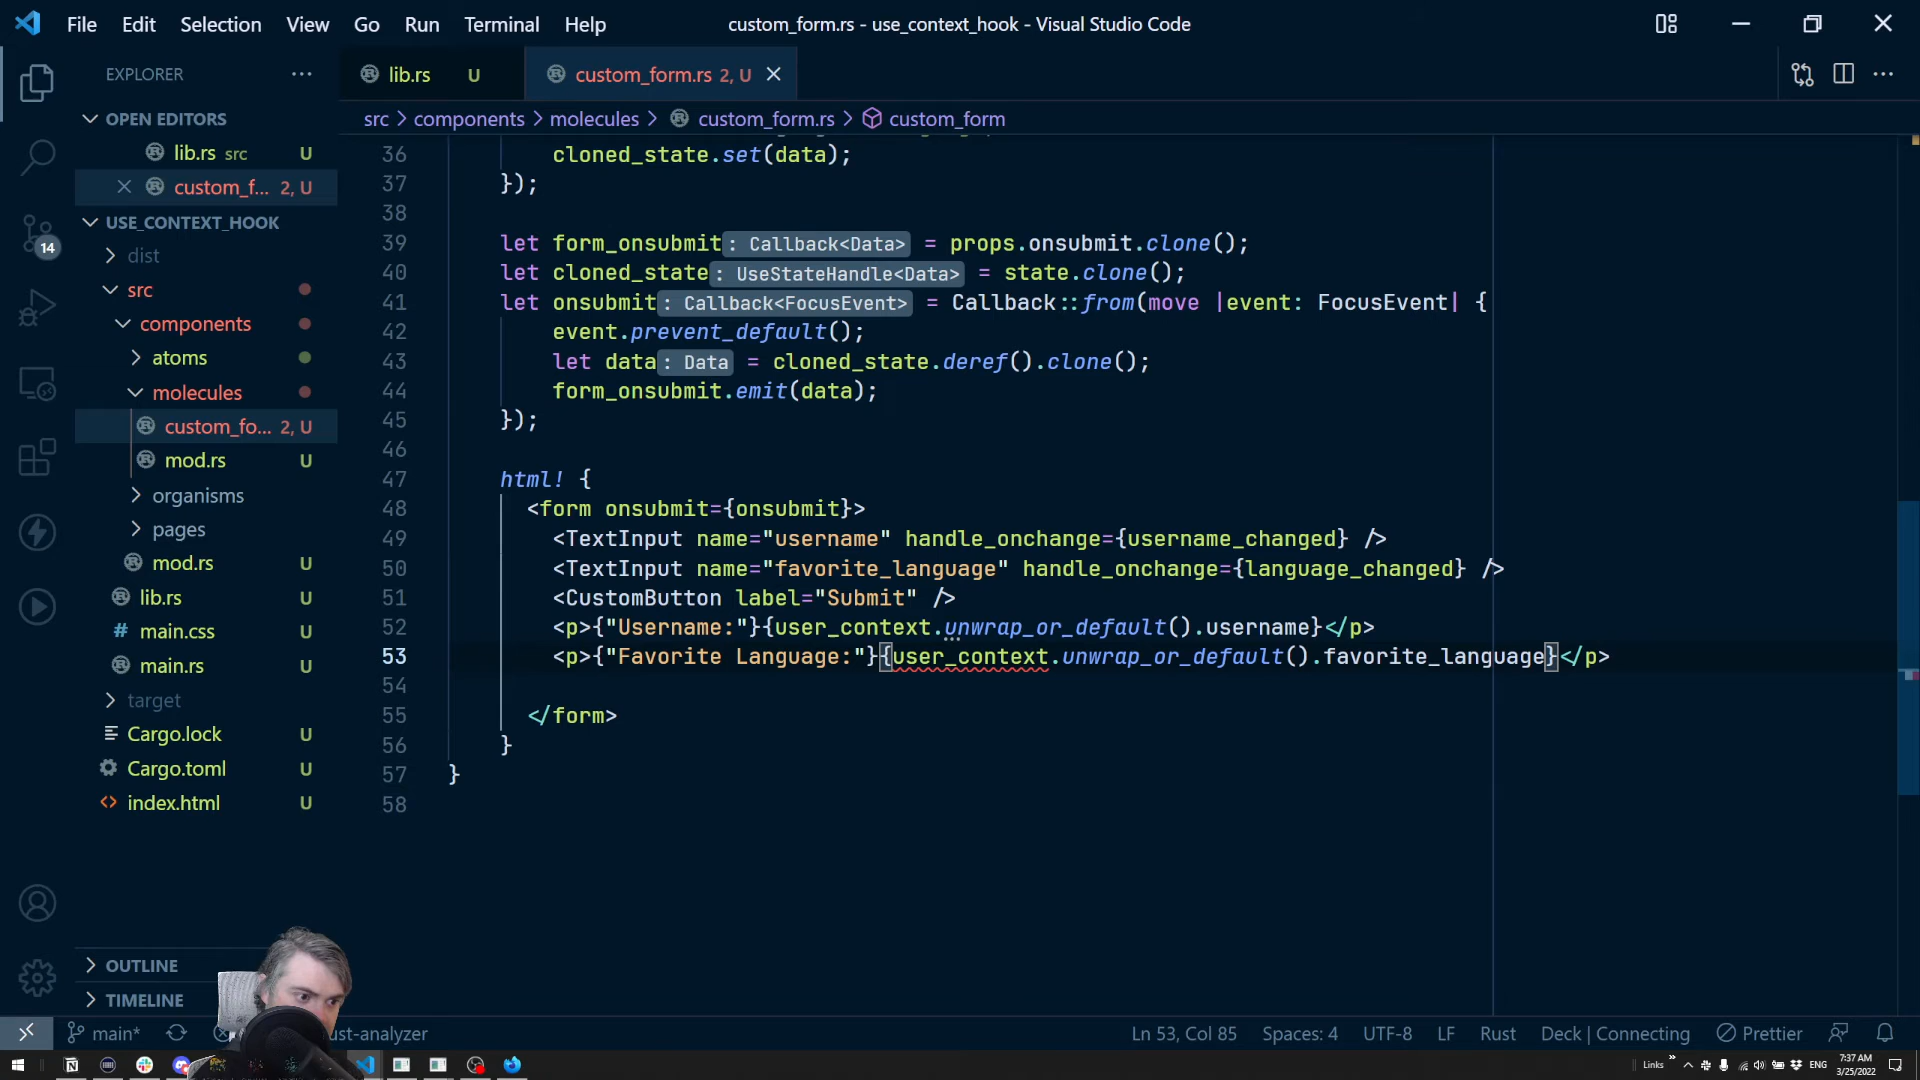 File Edit Selection View Go Run Terminal Help
custom_form.rs - use_context_hook - Visual Studio Code
EXPLORER
OPEN EDITORS
lib.rs src U
custom_f... 2, U
USE_CONTEXT_HOOK
dist
src
components
atoms
molecules
custom_fo... 2, U
mod.rs U
organisms
pages
mod.rs U
lib.rs U
main.css U
main.rs U
target
Cargo.lock U
Cargo.toml U
index.html U
OUTLINE
TIMELINE
14
lib.rs U
custom_form.rs 2, U
src > components > molecules > custom_form.rs > custom_form
36 cloned_state.set(data);
37 });
38
39 let form_onsubmit: Callback<Data> = props.onsubmit.clone();
40 let cloned_state: UseStateHandle<Data> = state.clone();
41 let onsubmit: Callback<FocusEvent> = Callback::from(move |event: FocusEvent| {
42 event.prevent_default();
43 let data: Data = cloned_state.deref().clone();
44 form_onsubmit.emit(data);
45 });
46
47 html! {
48 <form onsubmit={onsubmit}>
49 <TextInput name="username" handle_onchange={username_changed} />
50 <TextInput name="favorite_language" handle_onchange={language_changed} />
51 <CustomButton label="Submit" />
52 <p>{"Username:"}{user_context.unwrap_or_default().username}</p>
53 <p>{"Favorite Language:"}{user_context.unwrap_or_default().favorite_language}</p>
54
55 </form>
56 }
57 }
58
main*
ust-analyzer
Ln 53, Col 85 Spaces: 4 UTF-8 LF Rust Deck | Connecting Prettier
Links ENG
7:37 AM
3/25/2022